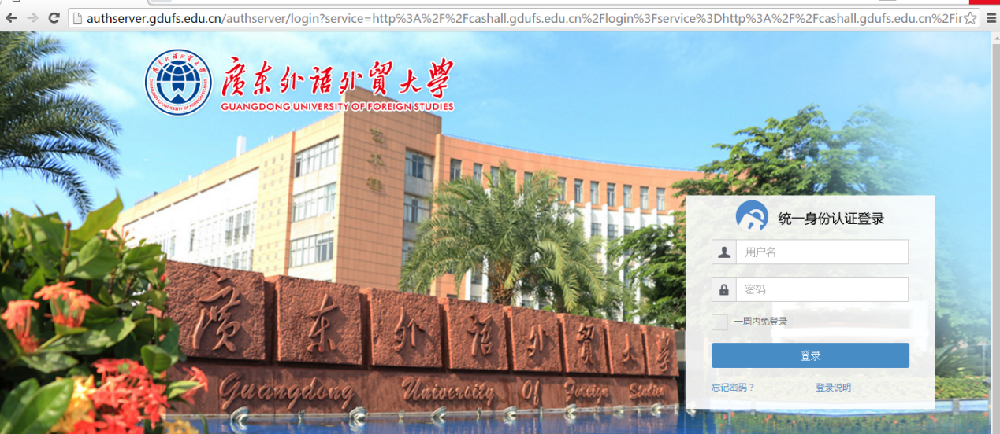 authserver.gdufs.edu.cn/authserver/login?service=http%3A%2F%2Fcashall.gdufs.edu.cn%2Flogin%3Fservice%3Dhttp%3A%2F%2Fcashall.gdufs.edu.cn%2Fir
廣东外语外貿大學
GUANGDONG UNIVERSITY OF FOREIGN STUDIES
统一身份认证登录
用户名
密码
一周内免登录
登录
忘记密码？
登录说明
廣东外语外貿大學
Guangdong University Of Foreign Studies